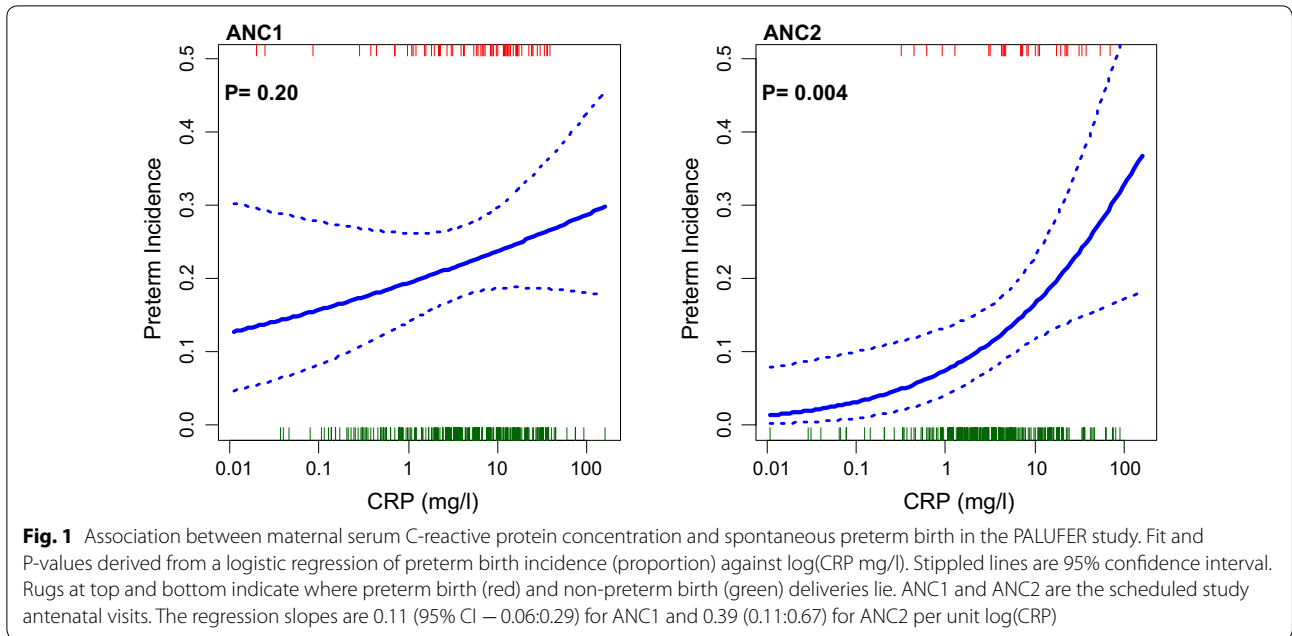 ANC1
P= 0.20
0.5
0.4
0.3
0.2
0.1
0.0
Preterm Incidence
0.01 0.1 1 10 100
CRP (mg/l)
ANC2
P= 0.004
0.5
0.4
0.3
0.2
0.1
0.0
Preterm Incidence
0.01 0.1 1 10 100
CRP (mg/l)
Fig. 1 Association between maternal serum C-reactive protein concentration and spontaneous preterm birth in the PALUFER study. Fit and
P-values derived from a logistic regression of preterm birth incidence (proportion) against log(CRP mg/l). Stippled lines are 95% confidence interval.
Rugs at top and bottom indicate where preterm birth (red) and non-preterm birth (green) deliveries lie. ANC1 and ANC2 are the scheduled study
antenatal visits. The regression slopes are 0.11 (95% CI − 0.06:0.29) for ANC1 and 0.39 (0.11:0.67) for ANC2 per unit log(CRP)